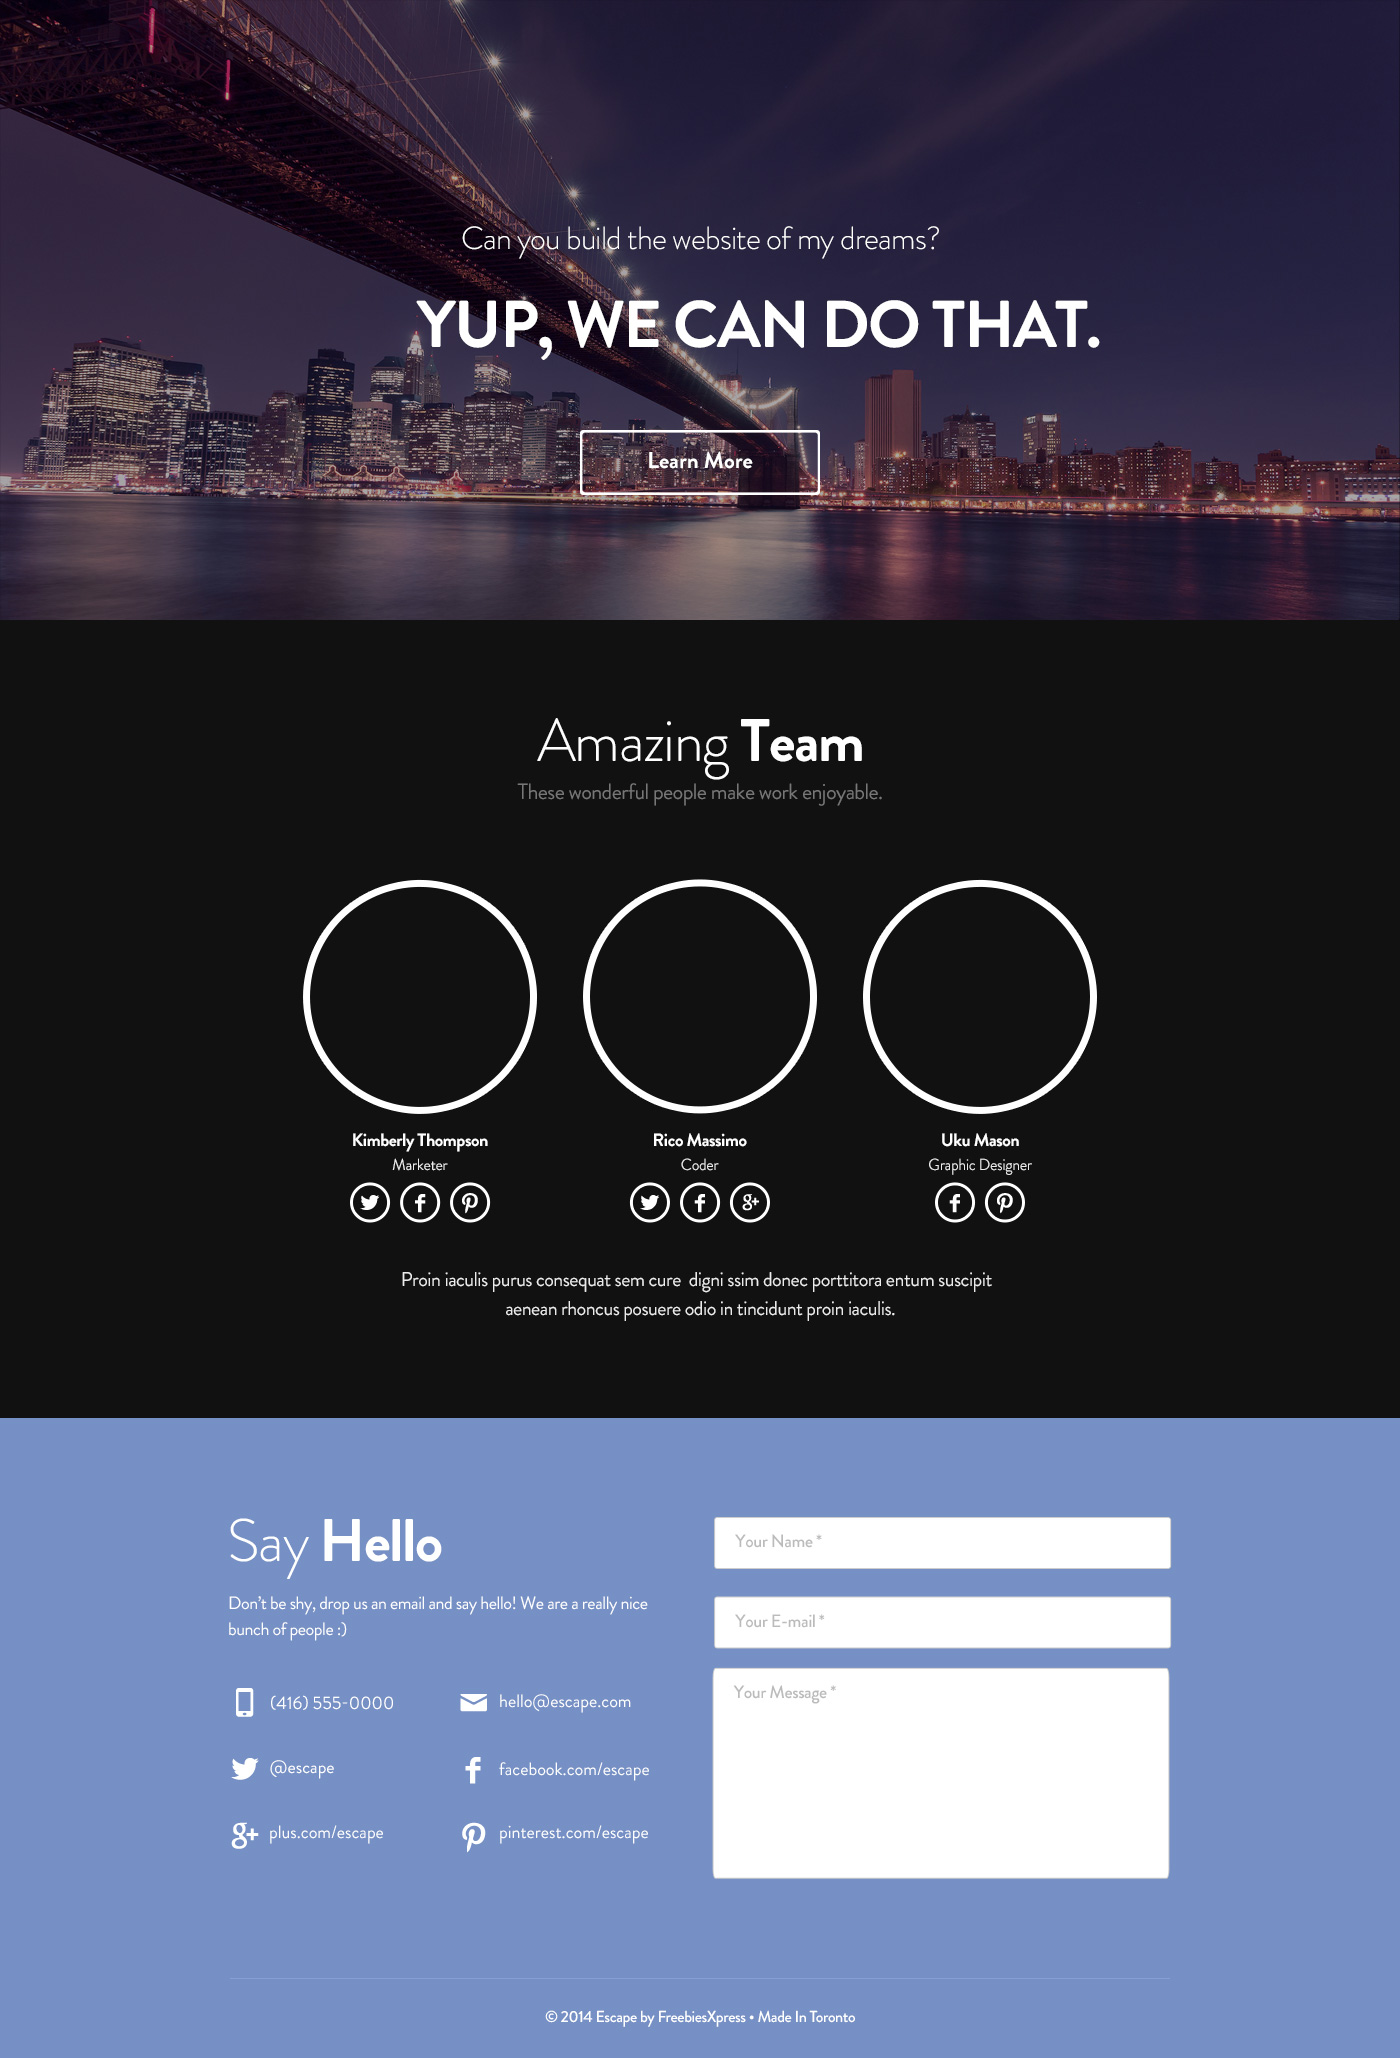 Can you build the website of my dreams?
YUP, WE CAN DO THAT.
Learn More
Amazing Team
These wonderful people make work enjoyable.
Kimberly Thompson
Marketer
Rico Massimo
Coder
Uku Mason
Graphic Designer
Proin iaculis purus consequat sem cure digni ssim donec porttitora entum suscipit
aenean rhoncus posuere odio in tincidunt proin iaculis.
Say Hello
Don't be shy, drop us an email and say hello! We are a really nice
bunch of people :)
(416) 555-0000
hello@escape.com
@escape
facebook.com/escape
plus.com/escape
pinterest.com/escape
Your Name *
Your E-mail *
Your Message *
© 2014 Escape by FreebiesXpress • Made In Toronto